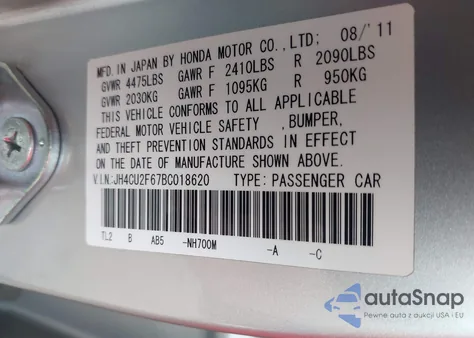 MFD. IN JAPAN BY HONDA MOTOR CO.,LTD; 08/'11
GVWR 4475LBS GAWR F 2410LBS R 2090LBS
GVWR 2030KG GAWR F 1095KG R 950KG
THIS VEHICLE CONFORMS TO ALL APPLICABLE
FEDERAL MOTOR VEHICLE SAFETY ,BUMPER,
AND THEFT PREVENTION STANDARDS IN EFFECT
ON THE DATE OF MANUFACTURE SHOWN ABOVE.
V.I.N:JH4CU2F67BC018620 TYPE: PASSENGER CAR
TL2 B AB5 -NH700M -A -C
autoSnap
Pewne auta z aukcji USA i EU